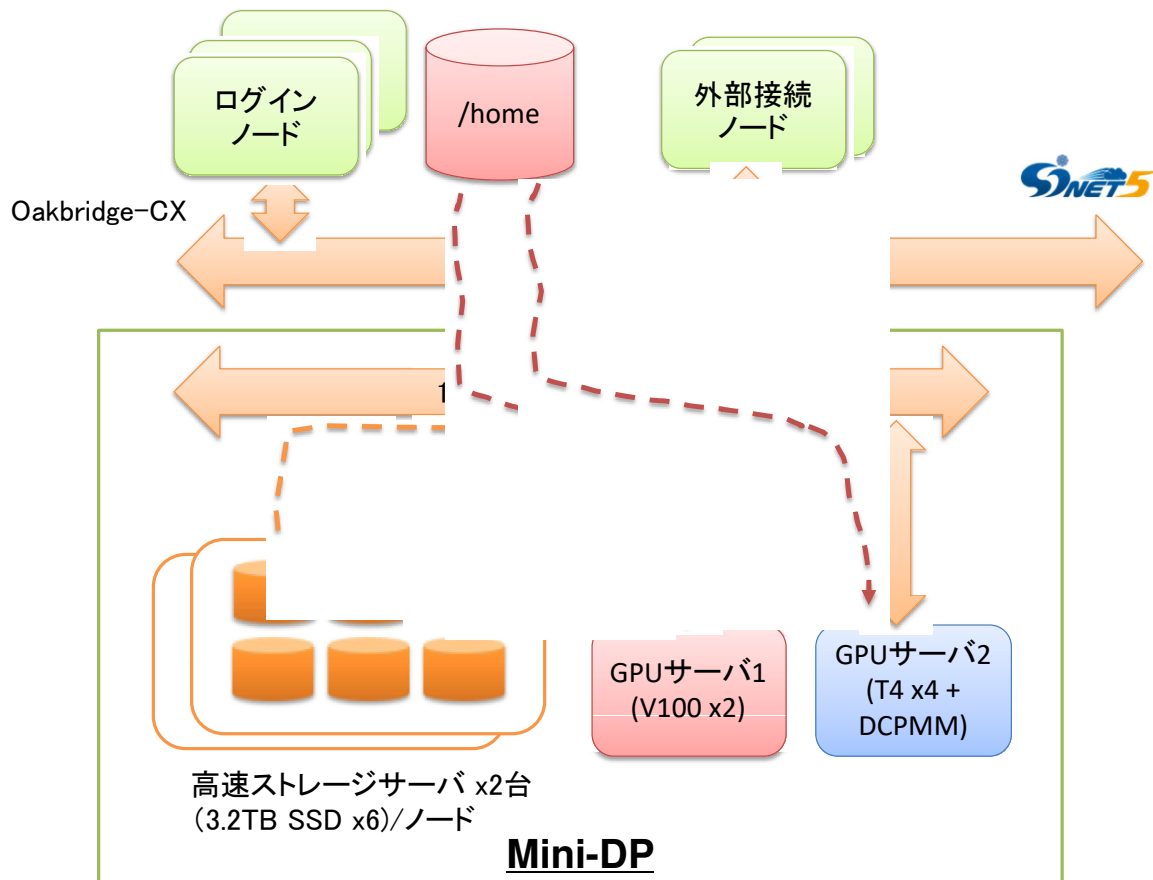 ログイン
ノード
/home
外部接続
ノード
SINET5
Oakbridge-CX
1
GPUサーバ1
(V100 x2)
GPUサーバ2
(T4 x4 +
DCPMM)
高速ストレージサーバ x2台
(3.2TB SSD x6)/ノード
Mini-DP